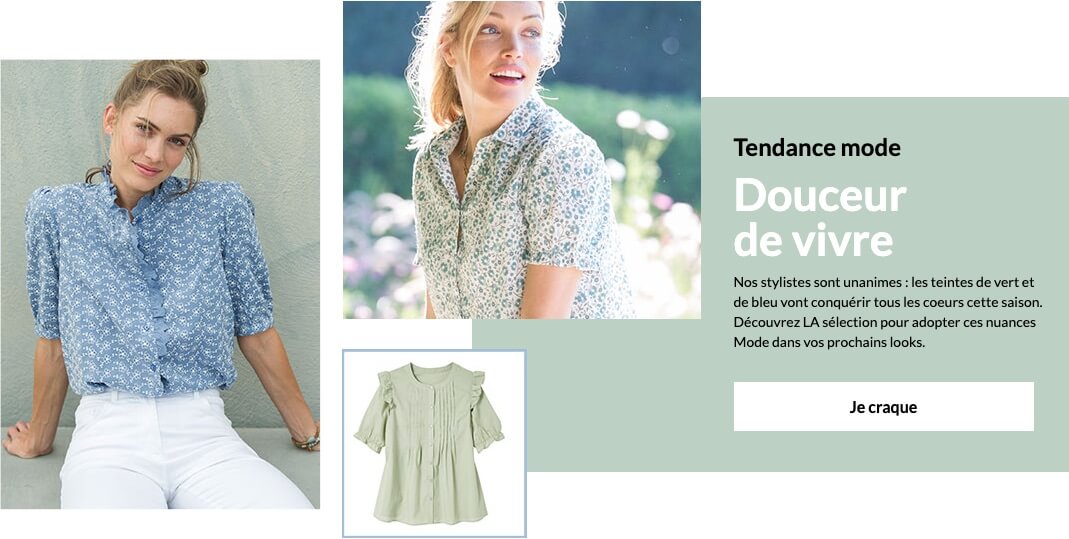 Tendance mode
Douceur
de vivre
Nos stylistes sont unanimes : les teintes de vert et
de bleu vont conquérir tous les coeurs cette saison.
Découvrez LA sélection pour adopter ces nuances
Mode dans vos prochains looks.
Je craque